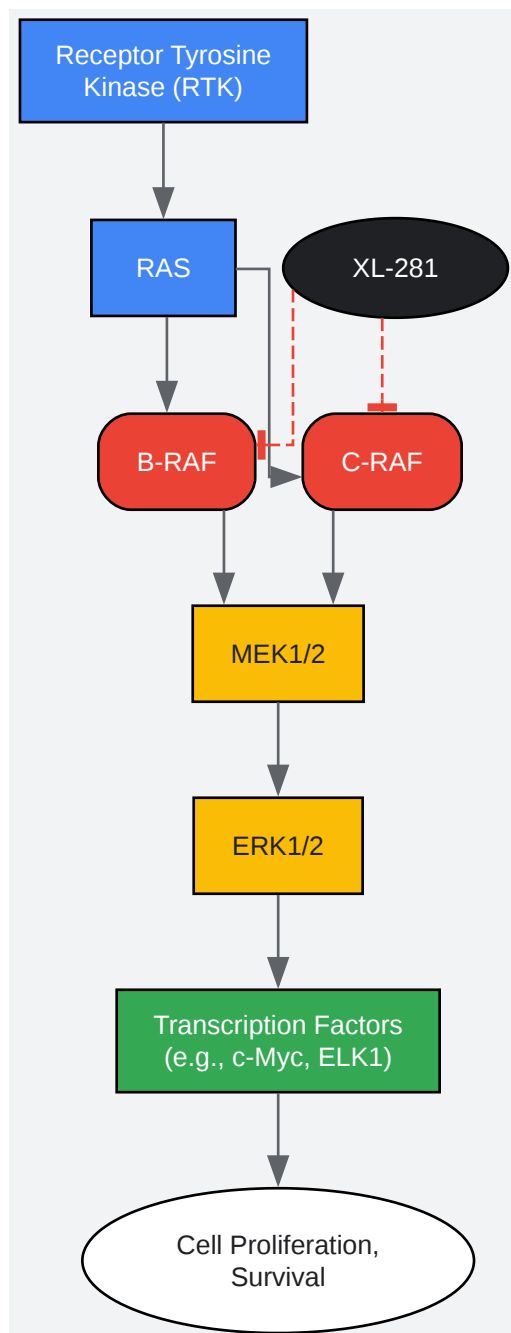 Receptor Tyrosine
Kinase (RTK)
RAS
XL-281
B-RAF
C-RAF
MEK1/2
ERK1/2
Transcription Factors
(e.g., c-Myc, ELK1)
Cell Proliferation,
Survival